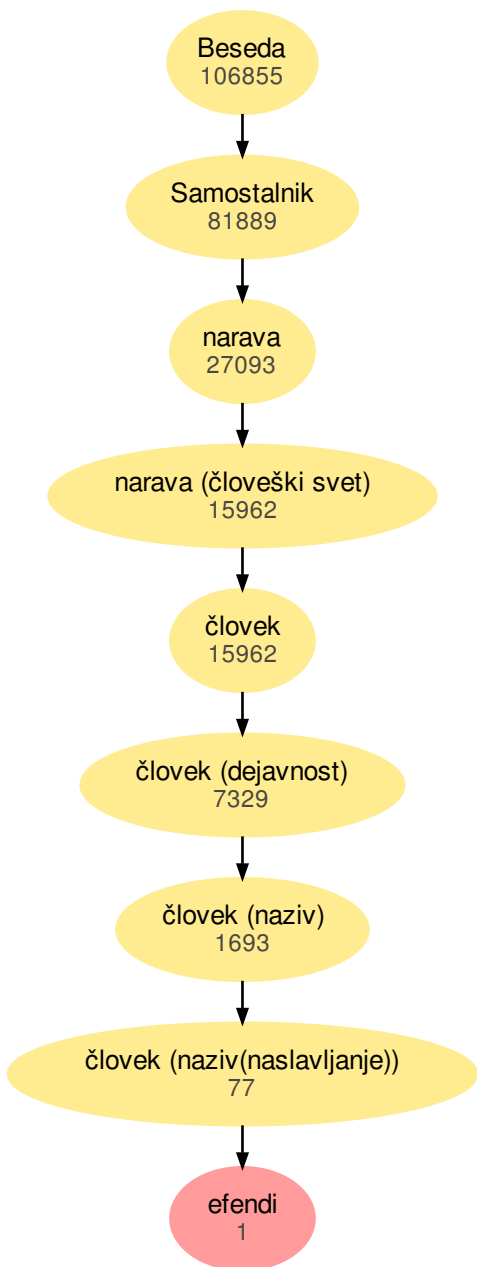 Beseda
106855
Samostalnik
81889
narava
27093
narava (človeški svet)
15962
človek
15962
človek (dejavnost)
7329
človek (naziv)
1693
človek (naziv(naslavljanje))
77
efendi
1